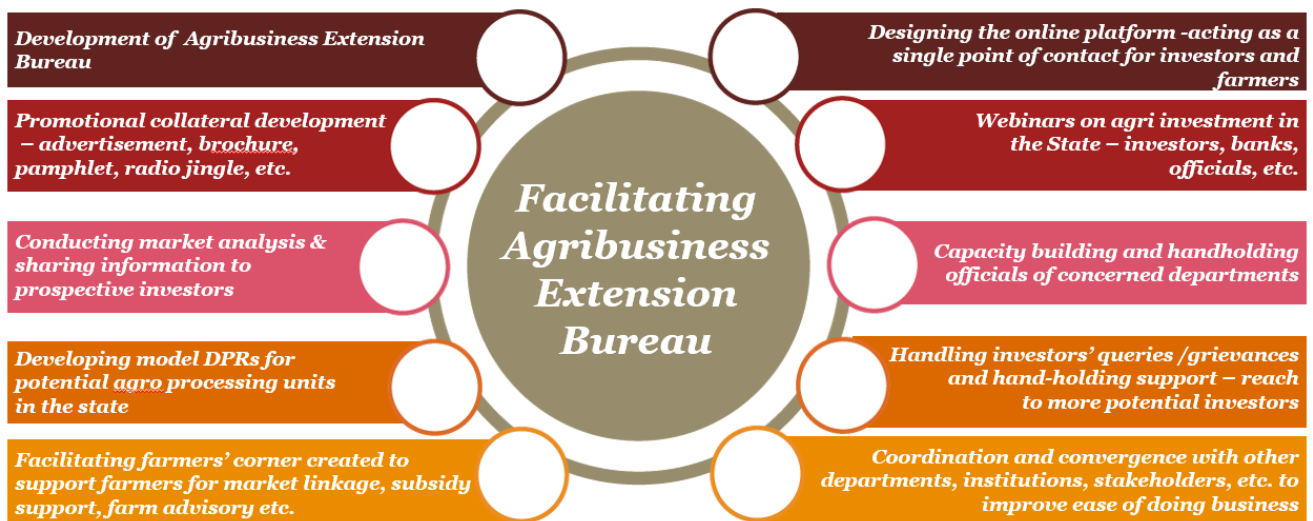 Development of Agribusiness Extension
Bureau
Promotional collateral development
– advertisement, brochure,
pamphlet, radio jingle, etc.
Conducting market analysis &
sharing information to
prospective investors
Developing model DPRs for
potential agro processing units
in the state
Facilitating farmers’ corner created to
support farmers for market linkage, subsidy
support, farm advisory etc.
Facilitating
Agribusiness
Extension
Bureau
Designing the online platform -acting as a
single point of contact for investors and
farmers
Webinars on agri investment in
the State – investors, banks,
officials, etc.
Capacity building and handholding
officials of concerned departments
Handling investors’ queries /grievances
and hand-holding support – reach
to more potential investors
Coordination and convergence with other
departments, institutions, stakeholders, etc. to
improve ease of doing business